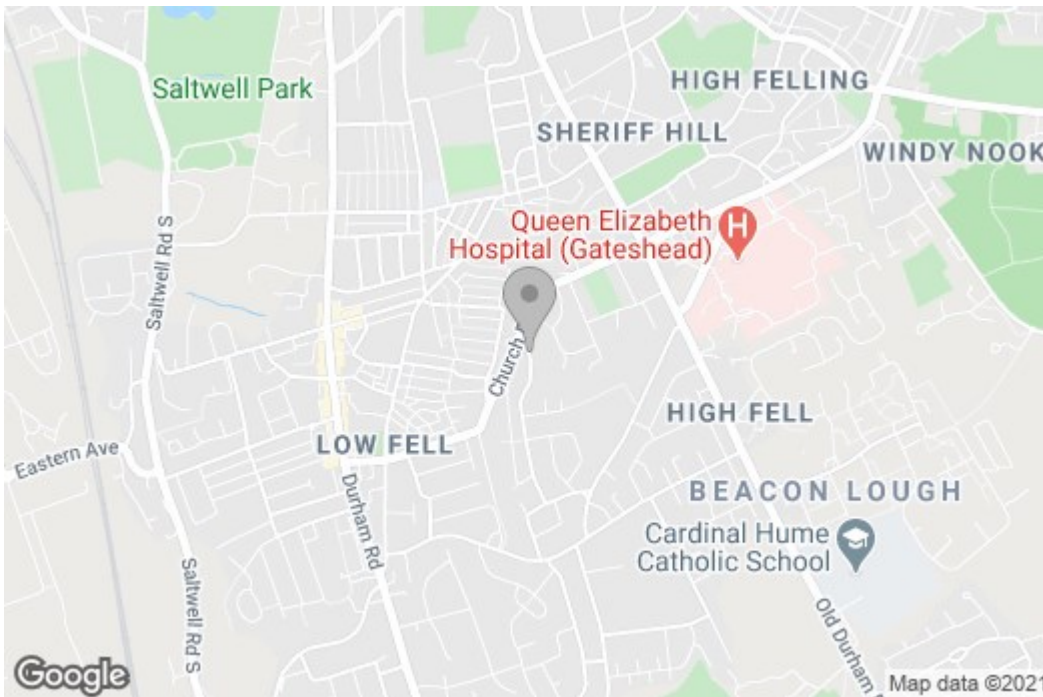 Saltwell Park
HIGH FELLING
SHERIFF HILL
WINDY NOOK
Queen Elizabeth
Hospital (Gateshead)
H
Saltwell Rd S
Church
LOW FELL
HIGH FELL
Eastern Ave
Durham Rd
BEACON LOUGH
Cardinal Hume
Catholic School
Saltwell Rd S
Old Durham
Google
Map data ©2021